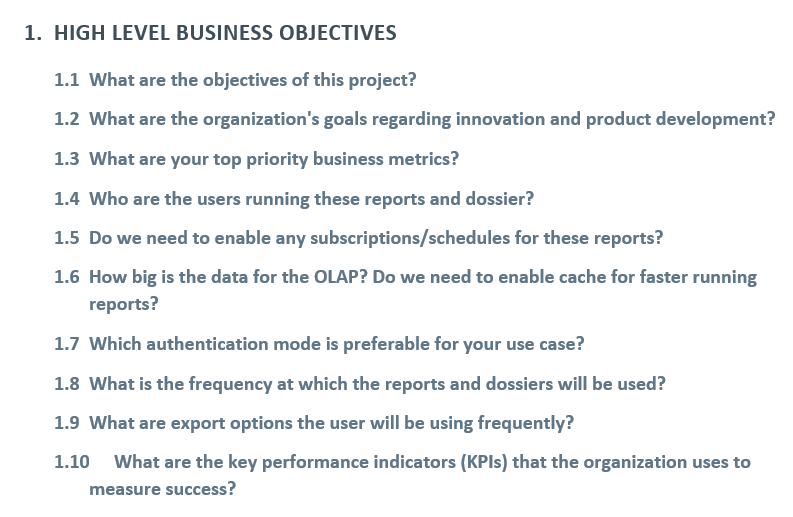 1. HIGH LEVEL BUSINESS OBJECTIVES
1.1 What are the objectives of this project?
1.2 What are the organization's goals regarding innovation and product development?
1.3 What are your top priority business metrics?
1.4 Who are the users running these reports and dossier?
1.5 Do we need to enable any subscriptions/schedules for these reports?
1.6 How big is the data for the OLAP? Do we need to enable cache for faster running
reports?
1.7 Which authentication mode is preferable for your use case?
1.8 What is the frequency at which the reports and dossiers will be used?
1.9 What are export options the user will be using frequently?
1.10 What are the key performance indicators (KPIs) that the organization uses to
measure success?